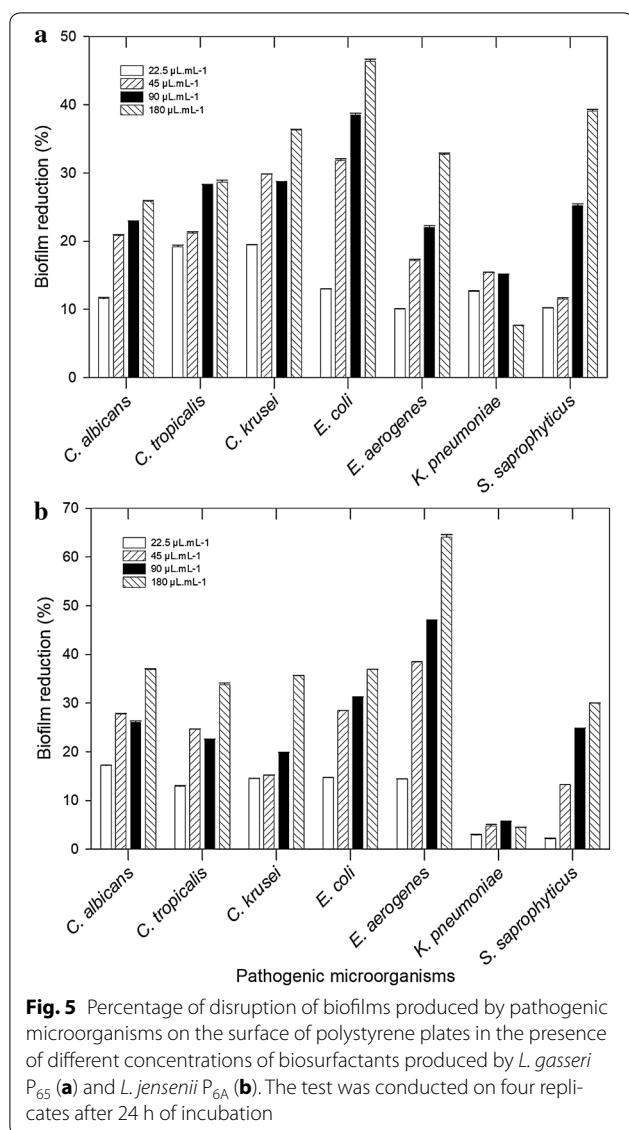 a
50
40
30
20
10
0
Biofilm reduction (%)
22.5 µL.mL-1
45 µL.mL-1
90 µL.mL-1
180 µL.mL-1
C. albicans
C. tropicalis
C. krusei
E. coli
E. aerogenes
K. pneumoniae
S. saprophyticus
b
70
60
50
40
30
20
10
0
Biofilm reduction (%)
22.5 µL.mL-1
45 µL.mL-1
90 µL.mL-1
180 µL.mL-1
C. albicans
C. tropicalis
C. krusei
E. coli
E. aerogenes
K. pneumoniae
S. saprophyticus
Pathogenic microorganisms
Fig. 5 Percentage of disruption of biofilms produced by pathogenic
microorganisms on the surface of polystyrene plates in the presence
of different concentrations of biosurfactants produced by L. gasseri
P65 (a) and L. jensenii P6A (b). The test was conducted on four repli-
cates after 24 h of incubation